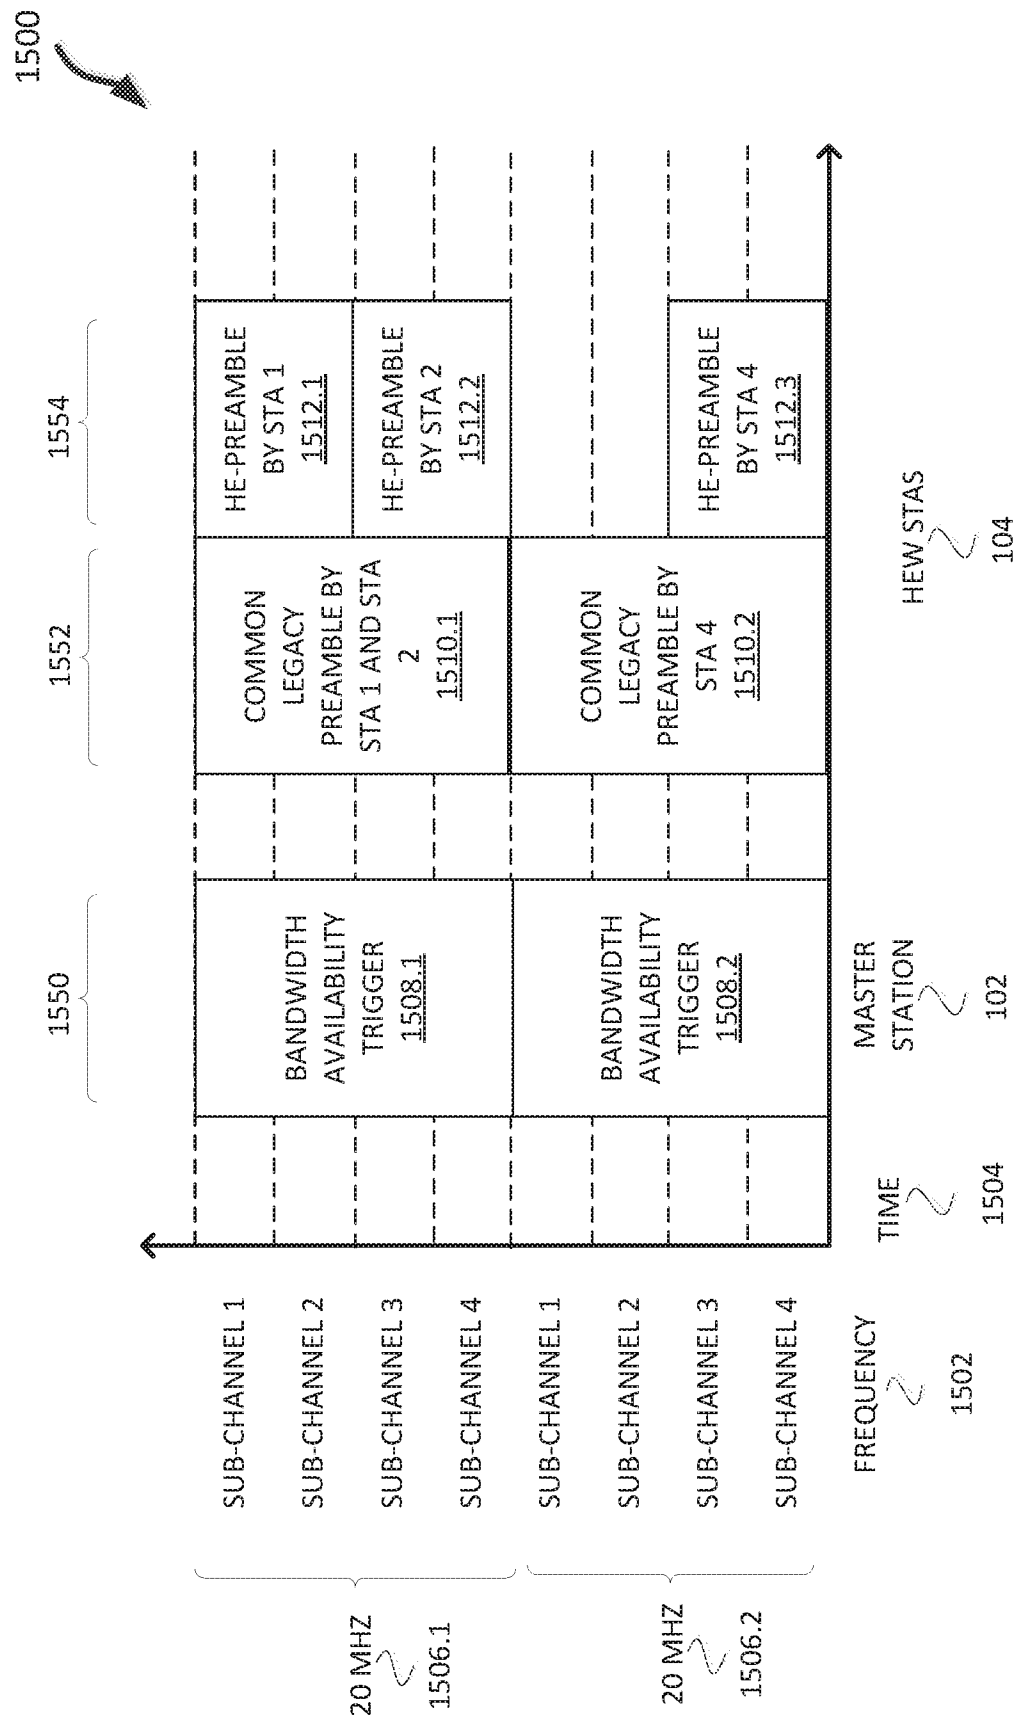 1500
1550
1552
1554
20 MHZ
1506.1
20 MHZ
1506.2
SUB-CHANNEL 1
SUB-CHANNEL 2
SUB-CHANNEL 3
SUB-CHANNEL 4
SUB-CHANNEL 1
SUB-CHANNEL 2
SUB-CHANNEL 3
SUB-CHANNEL 4
BANDWIDTH
AVAILABILITY
TRIGGER
1508.1
BANDWIDTH
AVAILABILITY
TRIGGER
1508.2
COMMON
LEGACY
PREAMBLE BY
STA 1 AND STA
2
1510.1
COMMON
LEGACY
PREAMBLE BY
STA 4
1510.2
HE-PREAMBLE
BY STA 1
1512.1
HE-PREAMBLE
BY STA 2
1512.2
HE-PREAMBLE
BY STA 4
1512.3
FREQUENCY
1502
TIME
1504
MASTER
STATION
102
HEW STAS
104